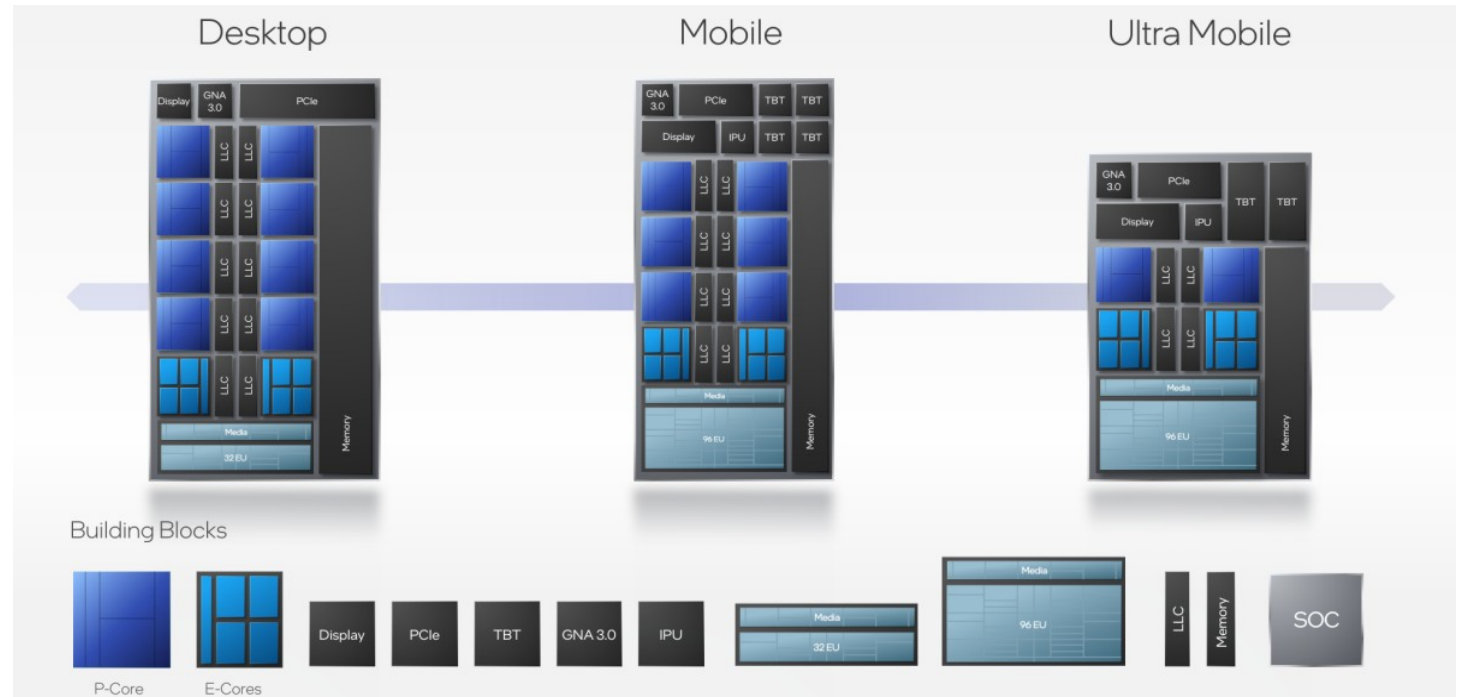 Desktop
Mobile
Ultra Mobile
Display
GNA
3.0
PCIe
LLC
LLC
LLC
LLC
LLC
LLC
LLC
LLC
LLC
LLC
Memory
Media
32 EU
GNA
3.0
PCIe
TBT
TBT
Display
IPU
TBT
TBT
LLC
LLC
LLC
LLC
LLC
LLC
LLC
LLC
Memory
Media
96 EU
GNA
3.0
PCIe
TBT
TBT
Display
IPU
LLC
LLC
LLC
LLC
Memory
Media
96 EU
Building Blocks
P-Core
E-Cores
Display
PCIe
TBT
GNA 3.0
IPU
Media
32 EU
Media
96 EU
LLC
Memory
SOC